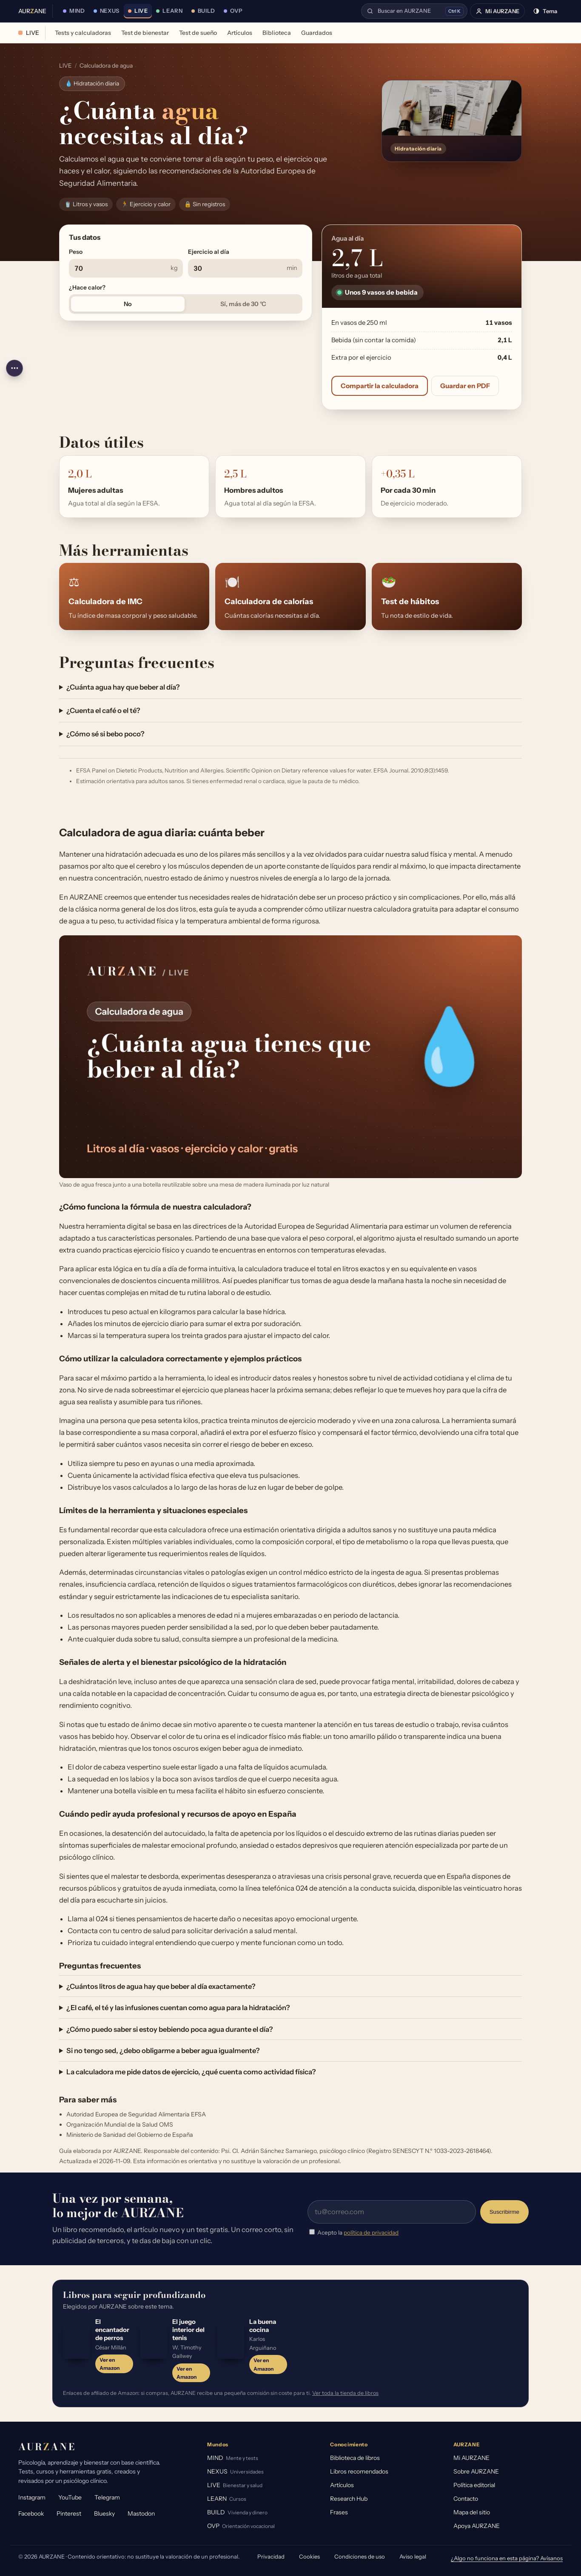 AURZANE MIND NEXUS LIVE LEARN BUILD OVP Buscar en AURZANE Ctrl K Mi AURZANE Tema
LIVE Tests y calculadoras Test de bienestar Test de sueño Artículos Biblioteca Guardados
LIVE / Calculadora de agua
Hidratación diaria
¿Cuánta agua
necesitas al día?
Calculamos el agua que te conviene tomar al día según tu peso, el ejercicio que
haces y el calor, siguiendo las recomendaciones de la Autoridad Europea de
Seguridad Alimentaria.
Litros y vasos Ejercicio y calor Sin registros
Hidratación diaria
Tus datos
Peso Ejercicio al día
70 kg 30 min
¿Hace calor?
No Sí, más de 30 °C
Agua al día
2,7 L
litros de agua total
Unos 9 vasos de bebida
En vasos de 250 ml 11 vasos
Bebida (sin contar la comida) 2,1 L
Extra por el ejercicio 0,4 L
Compartir la calculadora Guardar en PDF
Datos útiles
2,0 L
Mujeres adultas
Agua total al día según la EFSA.
2,5 L
Hombres adultos
Agua total al día según la EFSA.
+0,35 L
Por cada 30 min
De ejercicio moderado.
Más herramientas
Calculadora de IMC
Tu índice de masa corporal y peso saludable.
Calculadora de calorías
Cuántas calorías necesitas al día.
Test de hábitos
Tu nota de estilo de vida.
Preguntas frecuentes
¿Cuánta agua hay que beber al día?
¿Cuenta el café o el té?
¿Cómo sé si bebo poco?
EFSA Panel on Dietetic Products, Nutrition and Allergies. Scientific Opinion on Dietary reference values for water. EFSA Journal, 2010;8(3):1459.
Estimación orientativa para adultos sanos. Si tienes enfermedad renal o cardiaca, sigue la pauta de tu médico.
Calculadora de agua diaria: cuánta beber
Mantener una hidratación adecuada es uno de los pilares más sencillos y a la vez olvidados para cuidar nuestra salud física y mental. A menudo
pasamos por alto que el cerebro y los músculos dependen de un aporte constante de líquidos para rendir al máximo, lo que impacta directamente
en nuestra concentración, nuestro estado de ánimo y nuestros niveles de energía a lo largo de la jornada.
En AURZANE creemos que entender tus necesidades reales de hidratación debe ser un proceso práctico y sin complicaciones. Por ello, más allá
de la clásica norma general de los dos litros, esta guía te ayuda a comprender cómo utilizar nuestra calculadora gratuita para adaptar el consumo
de agua a tu peso, tu actividad física y la temperatura ambiental de forma rigurosa.
AURZANE / LIVE
Calculadora de agua
¿Cuánta agua tienes que
beber al día?
Litros al día · vasos · ejercicio y calor · gratis
Vaso de agua fresca junto a una botella reutilizable sobre una mesa de madera iluminada por luz natural
¿Cómo funciona la fórmula de nuestra calculadora?
Nuestra herramienta digital se basa en las directrices de la Autoridad Europea de Seguridad Alimentaria para estimar un volumen de referencia
adaptado a tus características personales. Partiendo de una base que valora el peso corporal, el algoritmo ajusta el resultado sumando un aporte
extra cuando practicas ejercicio físico y cuando te encuentras en entornos con temperaturas elevadas.
Para aplicar esta lógica en tu día a día de forma cómoda, la calculadora traduce el total en litros exactos y en su equivalente en vasos
convencionales de doscientos cincuenta mililitros. Así puedes planificar tus tomas de agua desde la mañana hasta la noche sin necesidad de
hacer cuentas complejas en mitad de tu rutina laboral o de estudio.
Introduces tu peso actual en kilogramos para calcular la base hídrica.
Añades los minutos de ejercicio diario para sumar el extra por sudoración.
Marcas si la temperatura supera los treinta grados para ajustar el impacto del calor.
Cómo utilizar la calculadora correctamente y ejemplos prácticos
Para sacar el máximo partido a la herramienta, lo ideal es introducir datos reales y honestos sobre tu nivel de actividad cotidiana y el clima de tu
zona. No sirve de nada sobreestimar el ejercicio que planeas hacer la próxima semana; debes reflejar lo que te mueves hoy para que la cifra de
agua sea realista y asumible para tus riñones.
Imagina una persona que pesa setenta kilos, practica treinta minutos de ejercicio moderado y vive en una zona calurosa. La herramienta sumará
la base correspondiente a su masa corporal, añadirá el extra por el esfuerzo físico y compensará el factor térmico, devolviendo una cifra total que
le permitirá saber cuántos vasos necesita sin correr el riesgo de beber en exceso.
Utiliza siempre tu peso en ayunas o una media aproximada.
Cuenta únicamente la actividad física efectiva que eleva tus pulsaciones.
Distribuye los vasos calculados a lo largo de las horas de luz en lugar de beber de golpe.
Límites de la herramienta y situaciones especiales
Es fundamental recordar que esta calculadora ofrece una estimación orientativa dirigida a adultos sanos y no sustituye una pauta médica
personalizada. Existen múltiples variables individuales, como la composición corporal, el tipo de metabolismo o la ropa que llevas puesta, que
pueden alterar ligeramente tus requerimientos reales de líquidos.
Además, determinadas circunstancias vitales o patologías exigen un control médico estricto de la ingesta de agua. Si presentas problemas
renales, insuficiencia cardíaca, retención de líquidos o sigues tratamientos farmacológicos con diuréticos, debes ignorar las recomendaciones
estándar y seguir estrictamente las indicaciones de tu especialista sanitario.
Los resultados no son aplicables a menores de edad ni a mujeres embarazadas o en periodo de lactancia.
Las personas mayores pueden perder sensibilidad a la sed, por lo que deben beber pautadamente.
Ante cualquier duda sobre tu salud, consulta siempre a un profesional de la medicina.
Señales de alerta y el bienestar psicológico de la hidratación
La deshidratación leve, incluso antes de que aparezca una sensación clara de sed, puede provocar fatiga mental, irritabilidad, dolores de cabeza y
una caída notable en la capacidad de concentración. Cuidar tu consumo de agua es, por tanto, una estrategia directa de bienestar psicológico y
rendimiento cognitivo.
Si notas que tu estado de ánimo decae sin motivo aparente o te cuesta mantener la atención en tus tareas de estudio o trabajo, revisa cuántos
vasos has bebido hoy. Observar el color de tu orina es el indicador físico más fiable: un tono amarillo pálido o transparente indica una buena
hidratación, mientras que los tonos oscuros exigen beber agua de inmediato.
El dolor de cabeza vespertino suele estar ligado a una falta de líquidos acumulada.
La sequedad en los labios y la boca son avisos tardíos de que el cuerpo necesita agua.
Mantener una botella visible en tu mesa facilita el hábito sin esfuerzo consciente.
Cuándo pedir ayuda profesional y recursos de apoyo en España
En ocasiones, la desatención del autocuidado, la falta de apetencia por los líquidos o el descuido extremo de las rutinas diarias pueden ser
síntomas superficiales de malestar emocional profundo, ansiedad o estados depresivos que requieren atención especializada por parte de un
psicólogo clínico.
Si sientes que el malestar te desborda, experimentas desesperanza o atraviesas una crisis personal grave, recuerda que en España dispones de
recursos públicos y gratuitos de ayuda inmediata, como la línea telefónica 024 de atención a la conducta suicida, disponible las veinticuatro horas
del día para escucharte sin juicios.
Llama al 024 si tienes pensamientos de hacerte daño o necesitas apoyo emocional urgente.
Contacta con tu centro de salud para solicitar derivación a salud mental.
Prioriza tu cuidado integral entendiendo que cuerpo y mente funcionan como un todo.
Preguntas frecuentes
¿Cuántos litros de agua hay que beber al día exactamente?
¿El café, el té y las infusiones cuentan como agua para la hidratación?
¿Cómo puedo saber si estoy bebiendo poca agua durante el día?
Si no tengo sed, ¿debo obligarme a beber agua igualmente?
La calculadora me pide datos de ejercicio, ¿qué cuenta como actividad física?
Para saber más
Autoridad Europea de Seguridad Alimentaria EFSA
Organización Mundial de la Salud OMS
Ministerio de Sanidad del Gobierno de España
Guía elaborada por AURZANE. Responsable del contenido: Psi. Cl. Adrián Sánchez Samaniego, psicólogo clínico (Registro SENESCYT N.º 1033-2023-2618464).
Actualizada el 2026-11-09. Esta información es orientativa y no sustituye la valoración de un profesional.
Una vez por semana,
lo mejor de AURZANE
Un libro recomendado, el artículo nuevo y un test gratis. Un correo corto, sin
publicidad de terceros, y te das de baja con un clic.
tu@correo.com Suscribirme
Acepto la política de privacidad
Libros para seguir profundizando
Elegidos por AURZANE sobre este tema.
El encantador de perros
César Millán
Ver en Amazon
El juego interior del tenis
W. Timothy Gallwey
Ver en Amazon
La buena cocina
Karlos Arguiñano
Ver en Amazon
Enlaces de afiliado de Amazon: si compras, AURZANE recibe una pequeña comisión sin coste para ti. Ver toda la tienda de libros
AURZANE
Psicología, aprendizaje y bienestar con base científica.
Tests, cursos y herramientas gratis, creados y
revisados por un psicólogo clínico.
Instagram YouTube Telegram
Facebook Pinterest Bluesky Mastodon
Mundos
MIND Mente y tests
NEXUS Universidades
LIVE Bienestar y salud
LEARN Cursos
BUILD Vivienda y dinero
OVP Orientación vocacional
Conocimiento
Biblioteca de libros
Libros recomendados
Artículos
Research Hub
Frases
AURZANE
Mi AURZANE
Sobre AURZANE
Política editorial
Contacto
Mapa del sitio
Apoya AURZANE
© 2026 AURZANE · Contenido orientativo: no sustituye la valoración de un profesional. Privacidad Cookies Condiciones de uso Aviso legal ¿Algo no funciona en esta página? Avísanos